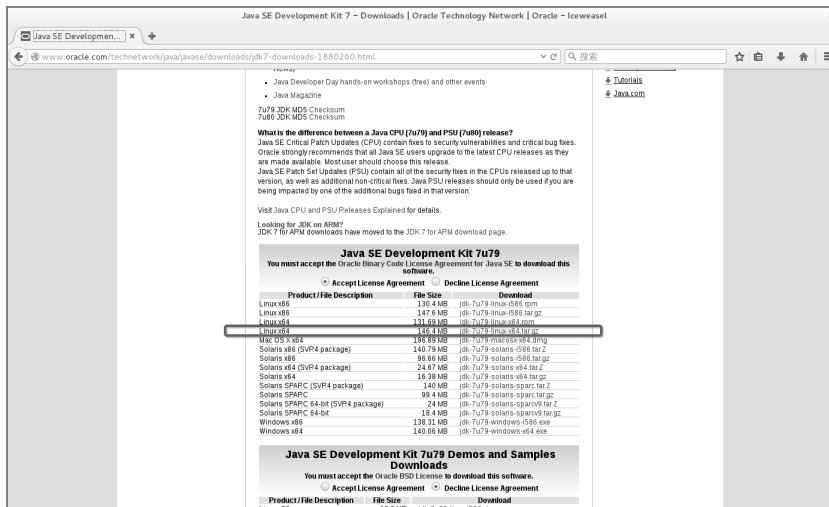 Java SE Development Kit 7 - Downloads | Oracle Technology Network | Oracle - Iceweasel
Java SE Developmen...
www.oracle.com/technetwork/java/javase/downloads/jdk7-downloads-1880260.html
搜索
Java Developer Day hands-on workshops (free) and other events
Java Magazine
Tutorials
Java.com
7u79 JDK MD5 Checksum
7u80 JDK MD5 Checksum
What is the difference between a Java CPU (7u79) and PSU (7u80) release?
Java SE Critical Patch Updates (CPU) contain fixes to security vulnerabilities and critical bug fixes.
Oracle strongly recommends that all Java SE users upgrade to the latest CPU releases as they
are made available. Most user should choose this release.
Java SE Patch Set Updates (PSU) contain all of the security fixes in the CPUs released up to that
version, as well as additional non-critical fixes. Java PSU releases should only be used if you are
being impacted by one of the additional bugs fixed in that version.
Visit Java CPU and PSU Releases Explained for details.
Looking for JDK on ARM?
JDK 7 for ARM downloads have moved to the JDK 7 for ARM download page.
Java SE Development Kit 7u79
You must accept the Oracle Binary Code License Agreement for Java SE to download this
software.
Accept License Agreement Decline License Agreement
Product / File Description File Size Download
Linux x86 130.4 MB jdk-7u79-linux-i586.rpm
Linux x86 147.6 MB jdk-7u79-linux-i586.tar.gz
Linux x64 131.69 MB jdk-7u79-linux-x64.rpm
Linux x64 146.4 MB jdk-7u79-linux-x64.tar.gz
Mac OS X x64 196.89 MB jdk-7u79-macosx-x64.dmg
Solaris x86 (SVR4 package) 140.79 MB jdk-7u79-solaris-i586.tar.Z
Solaris x86 96.66 MB jdk-7u79-solaris-i586.tar.gz
Solaris x64 (SVR4 package) 24.67 MB jdk-7u79-solaris-x64.tar.Z
Solaris x64 16.38 MB jdk-7u79-solaris-x64.tar.gz
Solaris SPARC (SVR4 package) 140 MB jdk-7u79-solaris-sparc.tar.Z
Solaris SPARC 99.4 MB jdk-7u79-solaris-sparc.tar.gz
Solaris SPARC 64-bit (SVR4 package) 24 MB jdk-7u79-solaris-sparcv9.tar.Z
Solaris SPARC 64-bit 18.4 MB jdk-7u79-solaris-sparcv9.tar.gz
Windows x86 138.31 MB jdk-7u79-windows-i586.exe
Windows x64 140.06 MB jdk-7u79-windows-x64.exe
Java SE Development Kit 7u79 Demos and Samples
Downloads
You must accept the Oracle BSD License to download this software.
Accept License Agreement Decline License Agreement
Product / File Description File Size Download